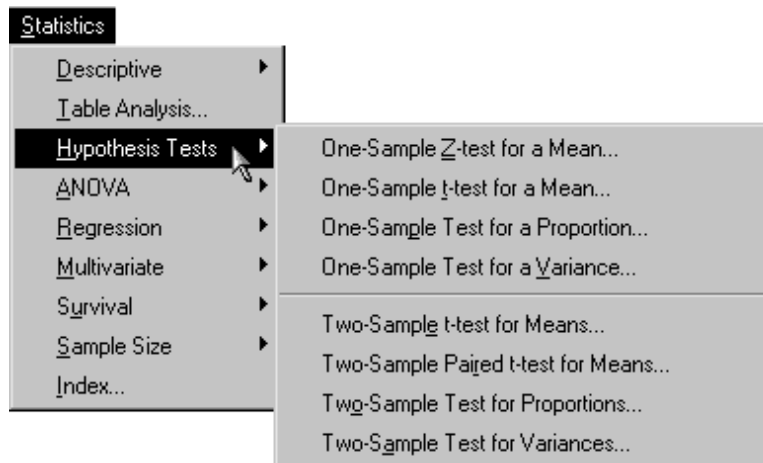 Statistics
Descriptive
Table Analysis...
Hypothesis Tests
ANOVA
Regression
Multivariate
Survival
Sample Size
Index...
One-Sample Z-test for a Mean...
One-Sample t-test for a Mean...
One-Sample Test for a Proportion...
One-Sample Test for a Variance...
Two-Sample t-test for Means...
Two-Sample Paired t-test for Means...
Two-Sample Test for Proportions...
Two-Sample Test for Variances...